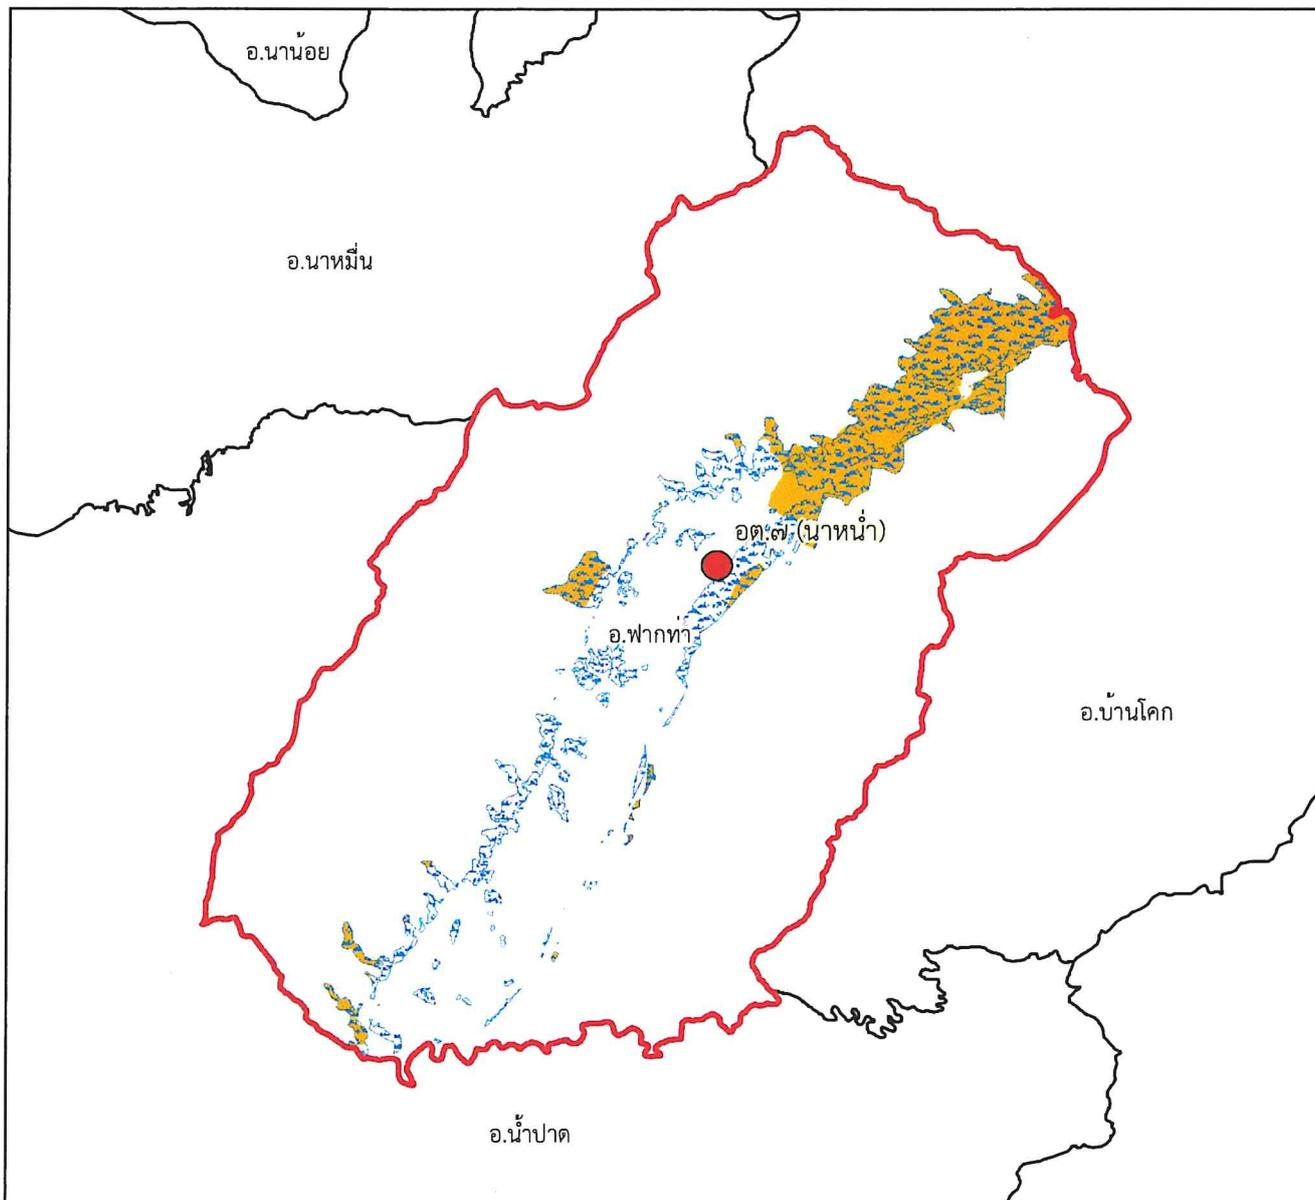 อ.นาน้อย
อ.นาหมื่น
อต.๗ (นาหน่ำ)
อ.ฟากท่า
อ.บ้านโคก
อ.น้ำปาด